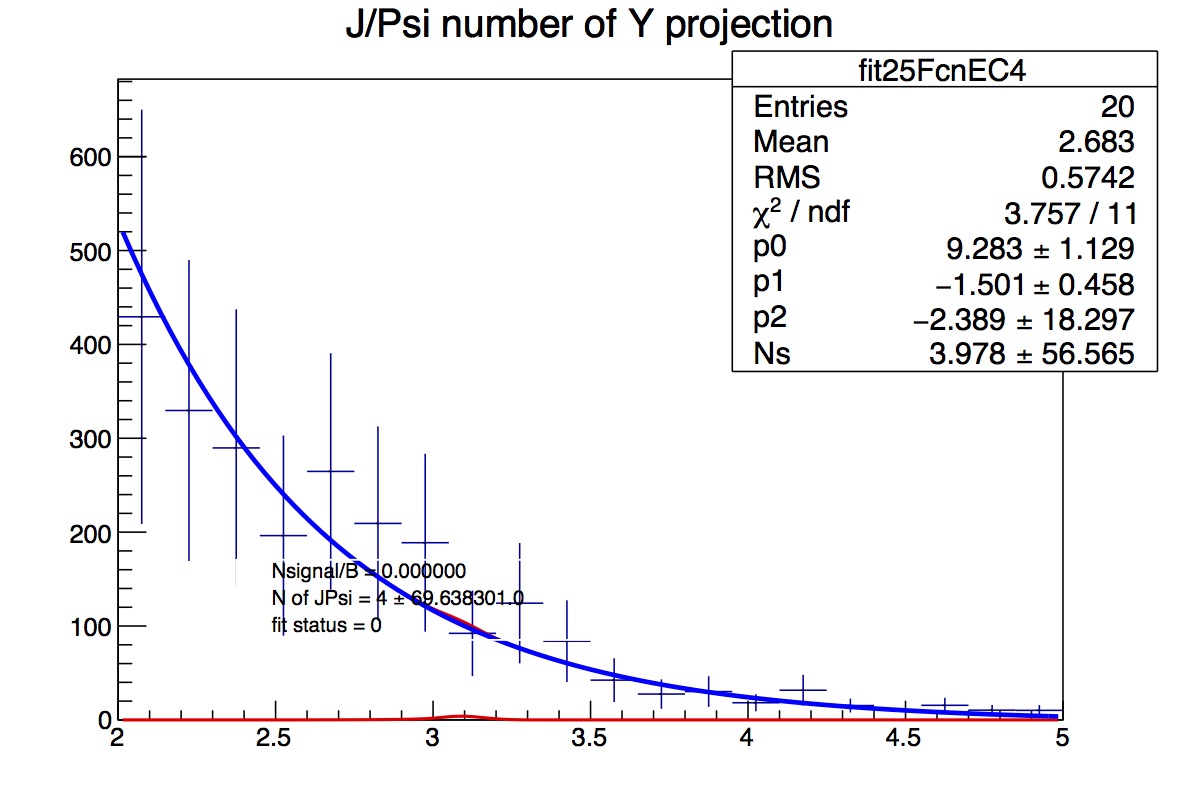 J/Psi number of Y projection
fit25FcnEC4
Entries 20
Mean 2.683
RMS 0.5742
χ² / ndf 3.757 / 11
p0 9.283 ± 1.129
p1 −1.501 ± 0.458
p2 −2.389 ± 18.297
Ns 3.978 ± 56.565
600
500
400
300
200
100
0
Nsignal/B = 0.000000
N of JPsi = 4 ± 69.638301.0
fit status = 0
2 2.5 3 3.5 4 4.5 5